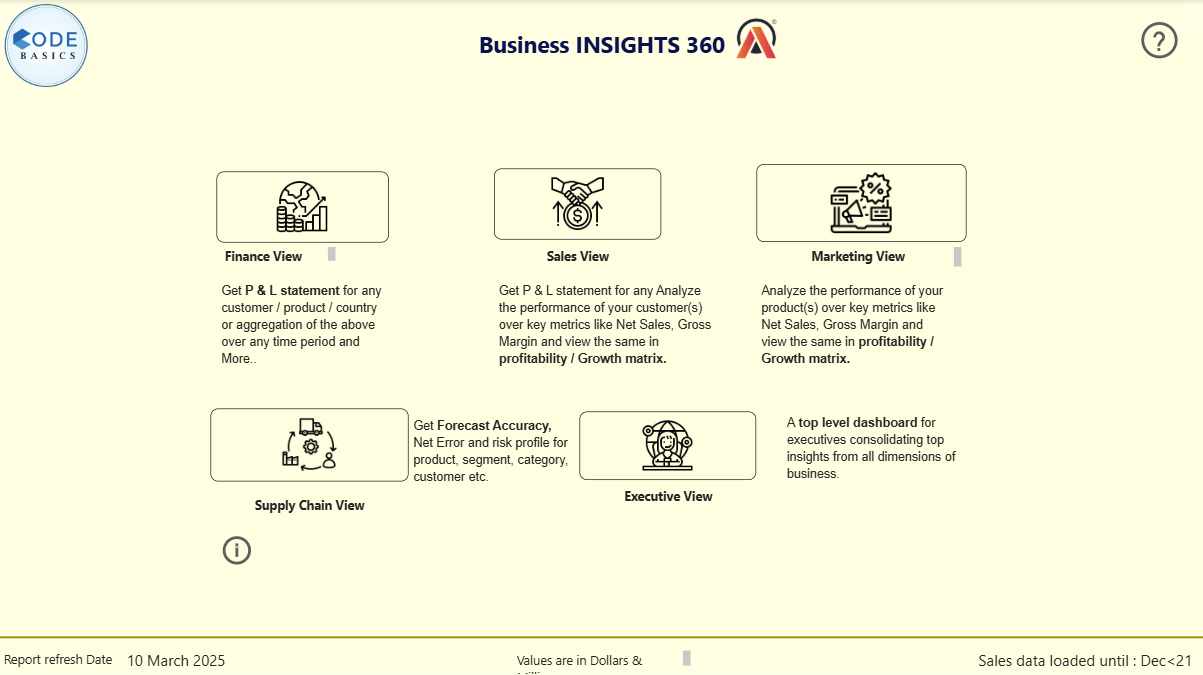 CODE
BASICS
Business INSIGHTS 360
®
?
%
$
Finance View
Sales View
Marketing View
Get P & L statement for any
customer / product / country
or aggregation of the above
over any time period and
More..
Get P & L statement for any Analyze
the performance of your customer(s)
over key metrics like Net Sales, Gross
Margin and view the same in
profitability / Growth matrix.
Analyze the performance of your
product(s) over key metrics like
Net Sales, Gross Margin and
view the same in profitability /
Growth matrix.
Get Forecast Accuracy,
Net Error and risk profile for
product, segment, category,
customer etc.
A top level dashboard for
executives consolidating top
insights from all dimensions of
business.
Supply Chain View
Executive View
i
Report refresh Date
10 March 2025
Values are in Dollars &
Sales data loaded until : Dec<21